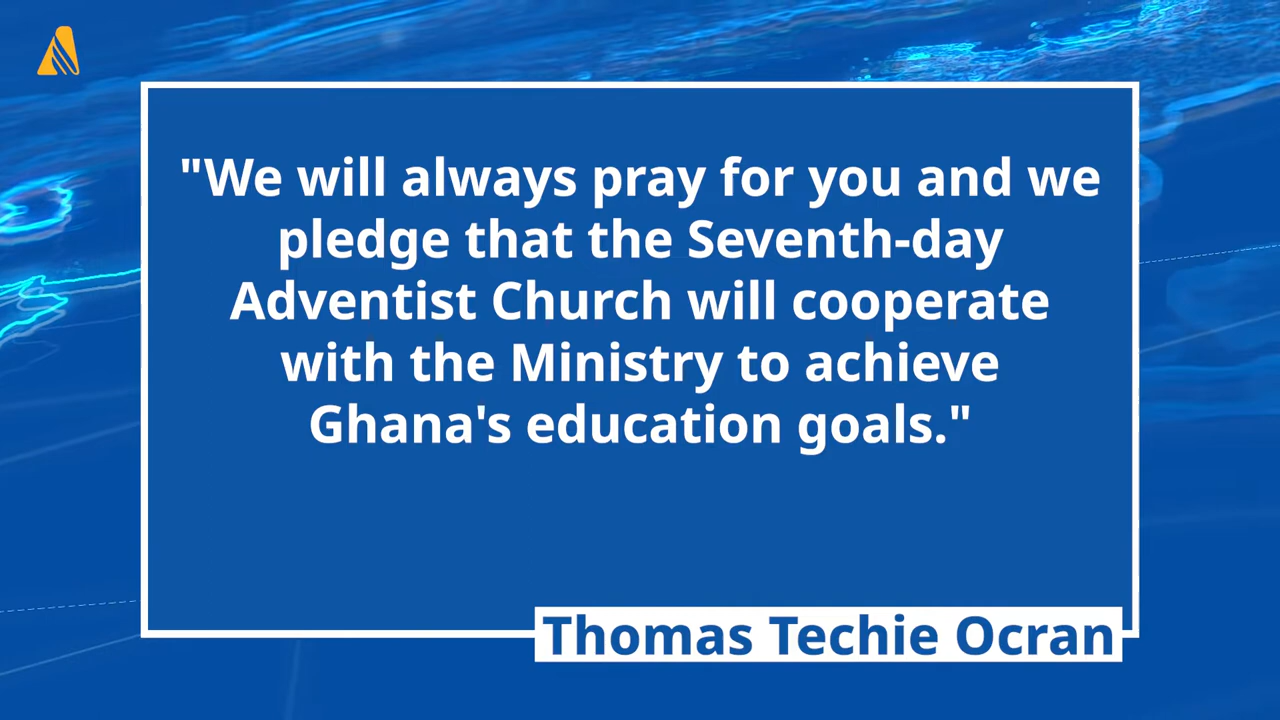 "We will always pray for you and we
pledge that the Seventh-day
Adventist Church will cooperate
with the Ministry to achieve
Ghana's education goals."
Thomas Techie Ocran